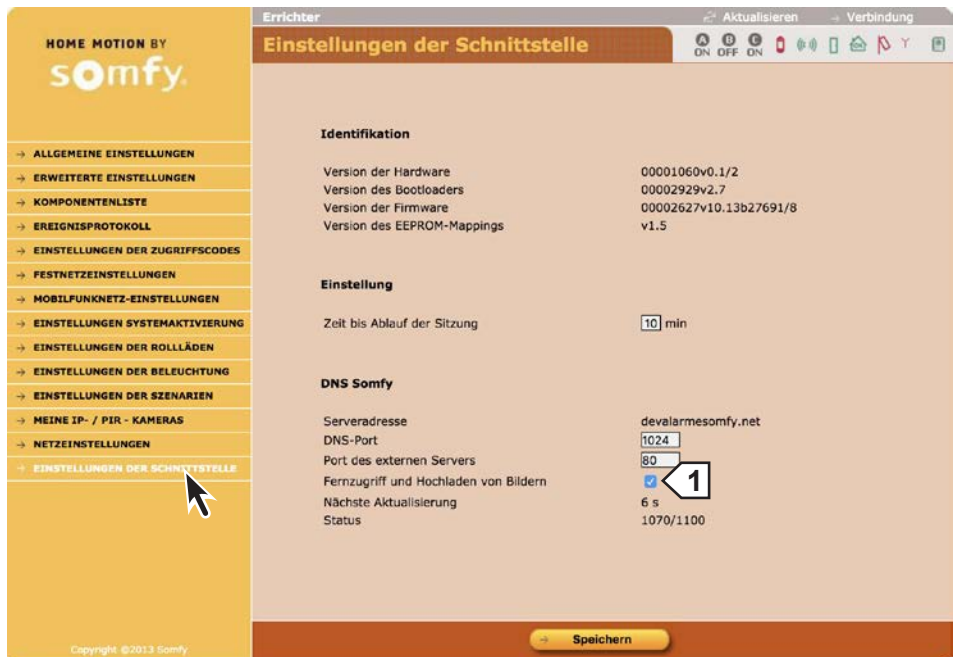 Errichter
Aktualisieren → Verbindung
HOME MOTION BY
somfy.
Einstellungen der Schnittstelle
A B C
ON OFF ON
→ ALLGEMEINE EINSTELLUNGEN
→ ERWEITERTE EINSTELLUNGEN
→ KOMPONENTENLISTE
→ EREIGNISPROTOKOLL
→ EINSTELLUNGEN DER ZUGRIFFSCODES
→ FESTNETZEINSTELLUNGEN
→ MOBILFUNKNETZ-EINSTELLUNGEN
→ EINSTELLUNGEN SYSTEMAKTIVIERUNG
→ EINSTELLUNGEN DER ROLLLÄDEN
→ EINSTELLUNGEN DER BELEUCHTUNG
→ EINSTELLUNGEN DER SZENARIEN
→ MEINE IP- / PIR - KAMERAS
→ NETZEINSTELLUNGEN
→ EINSTELLUNGEN DER SCHNITTSTELLE
Identifikation
Version der Hardware 00001060v0.1/2
Version des Bootloaders 00002929v2.7
Version der Firmware 00002627v10.13b27691/8
Version des EEPROM-Mappings v1.5
Einstellung
Zeit bis Ablauf der Sitzung 10 min
DNS Somfy
Serveradresse devalarmesomfy.net
DNS-Port 1024
Port des externen Servers 80
Fernzugriff und Hochladen von Bildern 1
Nächste Aktualisierung 6 s
Status 1070/1100
→ Speichern
Copyright ©2013 Somfy